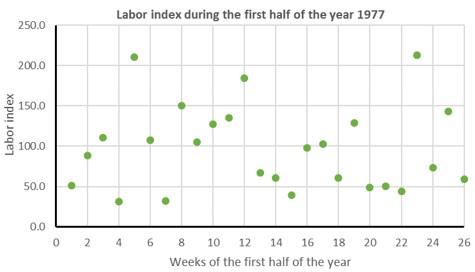 Labor index during the first half of the year 1977
250.0
200.0
150.0
100.0
50.0
0.0
Labor index
0 2 4 6 8 10 12 14 16 18 20 22 24 26
Weeks of the first half of the year